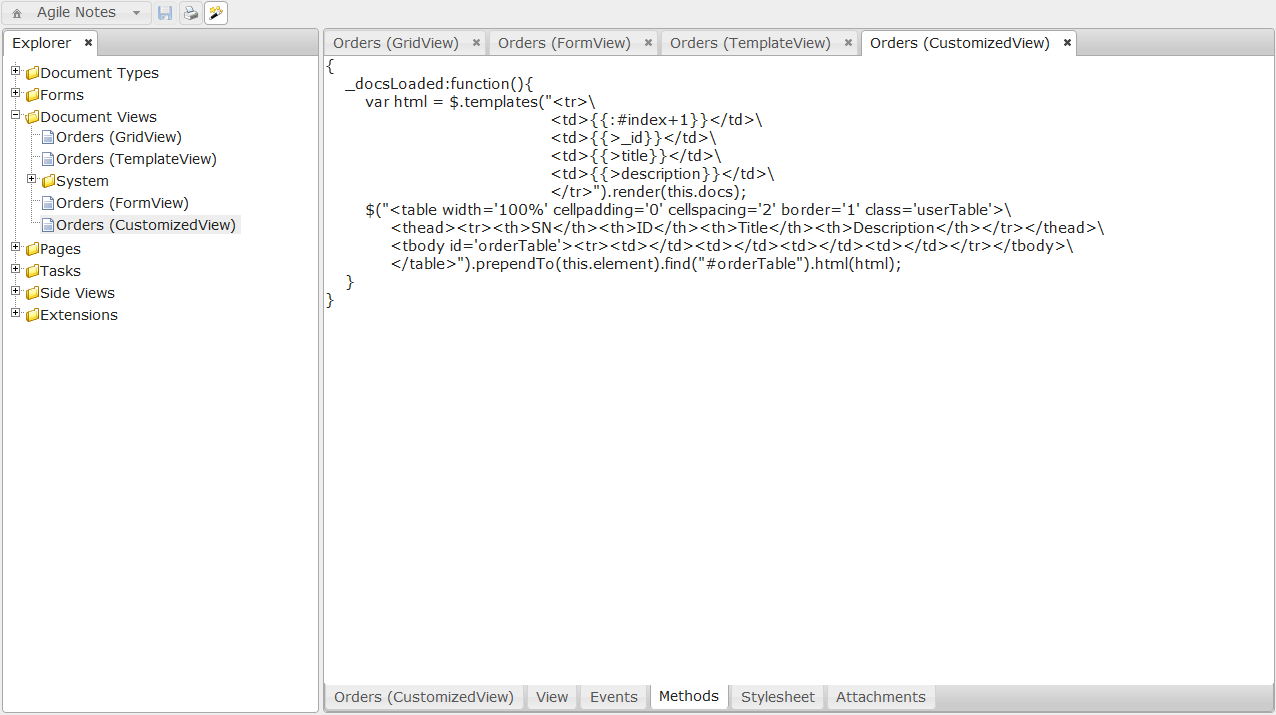 Agile Notes
Explorer
Document Types
Forms
Document Views
Orders (GridView)
Orders (TemplateView)
System
Orders (FormView)
Orders (CustomizedView)
Pages
Tasks
Side Views
Extensions
Orders (GridView) Orders (FormView) Orders (TemplateView) Orders (CustomizedView)
{
_docsLoaded:function(){
var html = $.templates("<tr>\
<td>{{:#index+1}}</td>\
<td>{{>_id}}</td>\
<td>{{>title}}</td>\
<td>{{>description}}</td>\
</tr>").render(this.docs);
$("<table width='100%' cellpadding='0' cellspacing='2' border='1' class='userTable'>\
<thead><tr><th>SN</th><th>ID</th><th>Title</th><th>Description</th></tr></thead>\
<tbody id='orderTable'><tr><td></td><td></td><td></td><td></td></tr></tbody>\
</table>").prependTo(this.element).find("#orderTable").html(html);
}
}
Orders (CustomizedView) View Events Methods Stylesheet Attachments